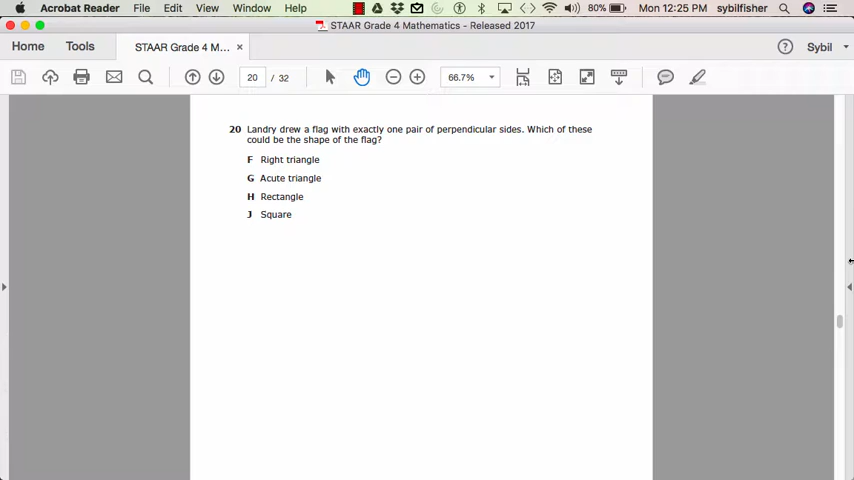 Acrobat Reader File Edit View Window Help 80% Mon 12:25 PM sybilfisher
STAAR Grade 4 Mathematics - Released 2017
Home Tools STAAR Grade 4 M... × ? Sybil
20 / 32 66.7%
20 Landry drew a flag with exactly one pair of perpendicular sides. Which of these
could be the shape of the flag?
F Right triangle
G Acute triangle
H Rectangle
J Square